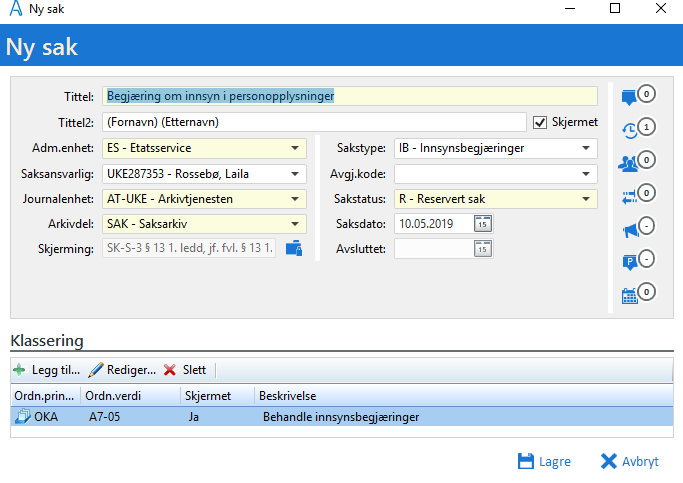 Ny sak
Ny sak
Tittel: Begjæring om innsyn i personopplysninger
0
Tittel2: (Fornavn) (Etternavn) Skjermet
1
Adm.enhet: ES - Etatsservice Sakstype: IB - Innsynsbegjæringer
0
Saksansvarlig: UKE287353 - Rossebø, Laila Avgj.kode:
Journalenhet: AT-UKE - Arkivtjenesten Sakstatus: R - Reservert sak
0
Arkivdel: SAK - Saksarkiv Saksdato: 10.05.2019 15
-
Skjerming: SK-S-3 § 13 1. ledd, jf. fvl. § 13 1. Avsluttet: 15
P -
0
Klassering
Legg til... Rediger... Slett
Ordn.prin... Ordn.verdi Skjermet Beskrivelse
OKA A7-05 Ja Behandle innsynsbegjæringer
Lagre Avbryt